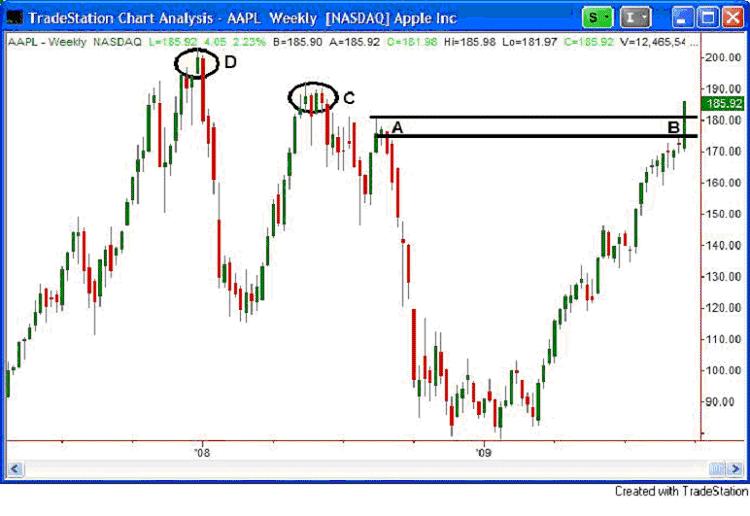 TradeStation Chart Analysis - AAPL Weekly [NASDAQ] Apple Inc
S
I
AAPL - Weekly NASDAQ L=185.92 4.05 2.23% B=185.90 A=185.92 O=181.98 Hi=185.98 Lo=181.97 C=185.92 V=12,465,54 ...
D
C
A
B
200.00
190.00
185.92
180.00
170.00
160.00
150.00
140.00
130.00
120.00
110.00
100.00
90.00
'08
'09
Created with TradeStation